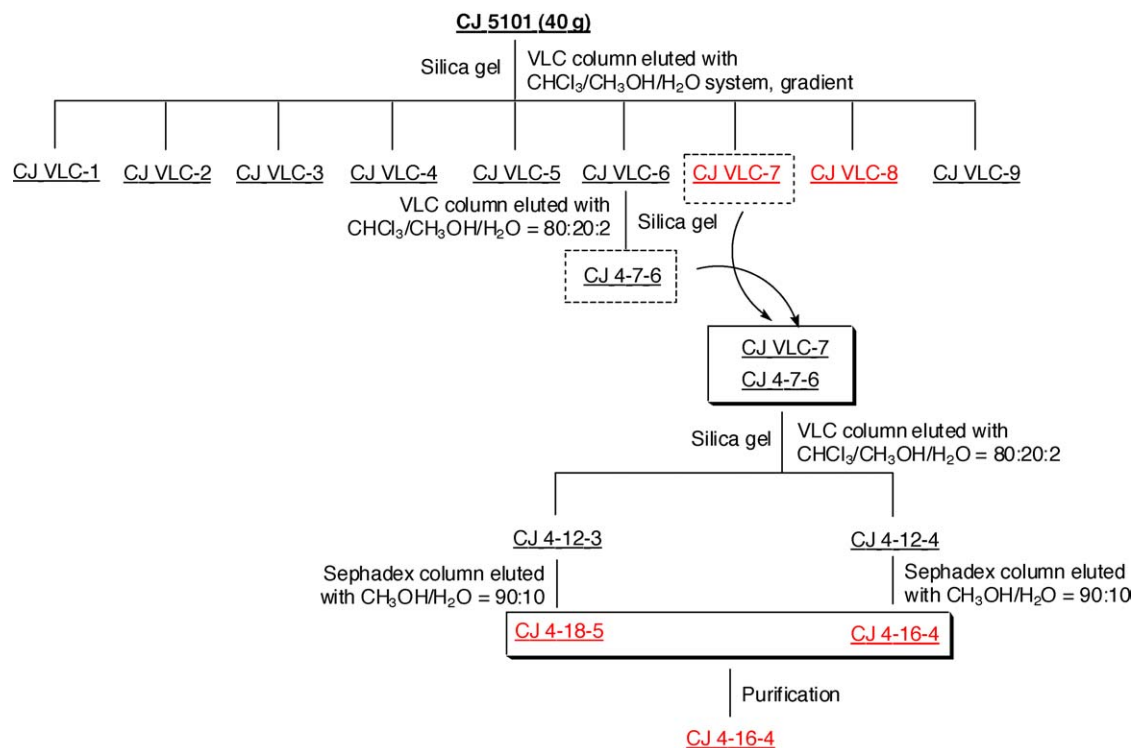 CJ 5101 (40 g)
Silica gel
VLC column eluted with
CHCl₃/CH₃OH/H₂O system, gradient
CJ VLC-1
CJ VLC-2
CJ VLC-3
CJ VLC-4
CJ VLC-5
CJ VLC-6
CJ VLC-7
CJ VLC-8
CJ VLC-9
VLC column eluted with
CHCl₃/CH₃OH/H₂O = 80:20:2
Silica gel
CJ 4-7-6
CJ VLC-7
CJ 4-7-6
Silica gel
VLC column eluted with
CHCl₃/CH₃OH/H₂O = 80:20:2
CJ 4-12-3
CJ 4-12-4
Sephadex column eluted
with CH₃OH/H₂O = 90:10
Sephadex column eluted
with CH₃OH/H₂O = 90:10
CJ 4-18-5
CJ 4-16-4
Purification
CJ 4-16-4